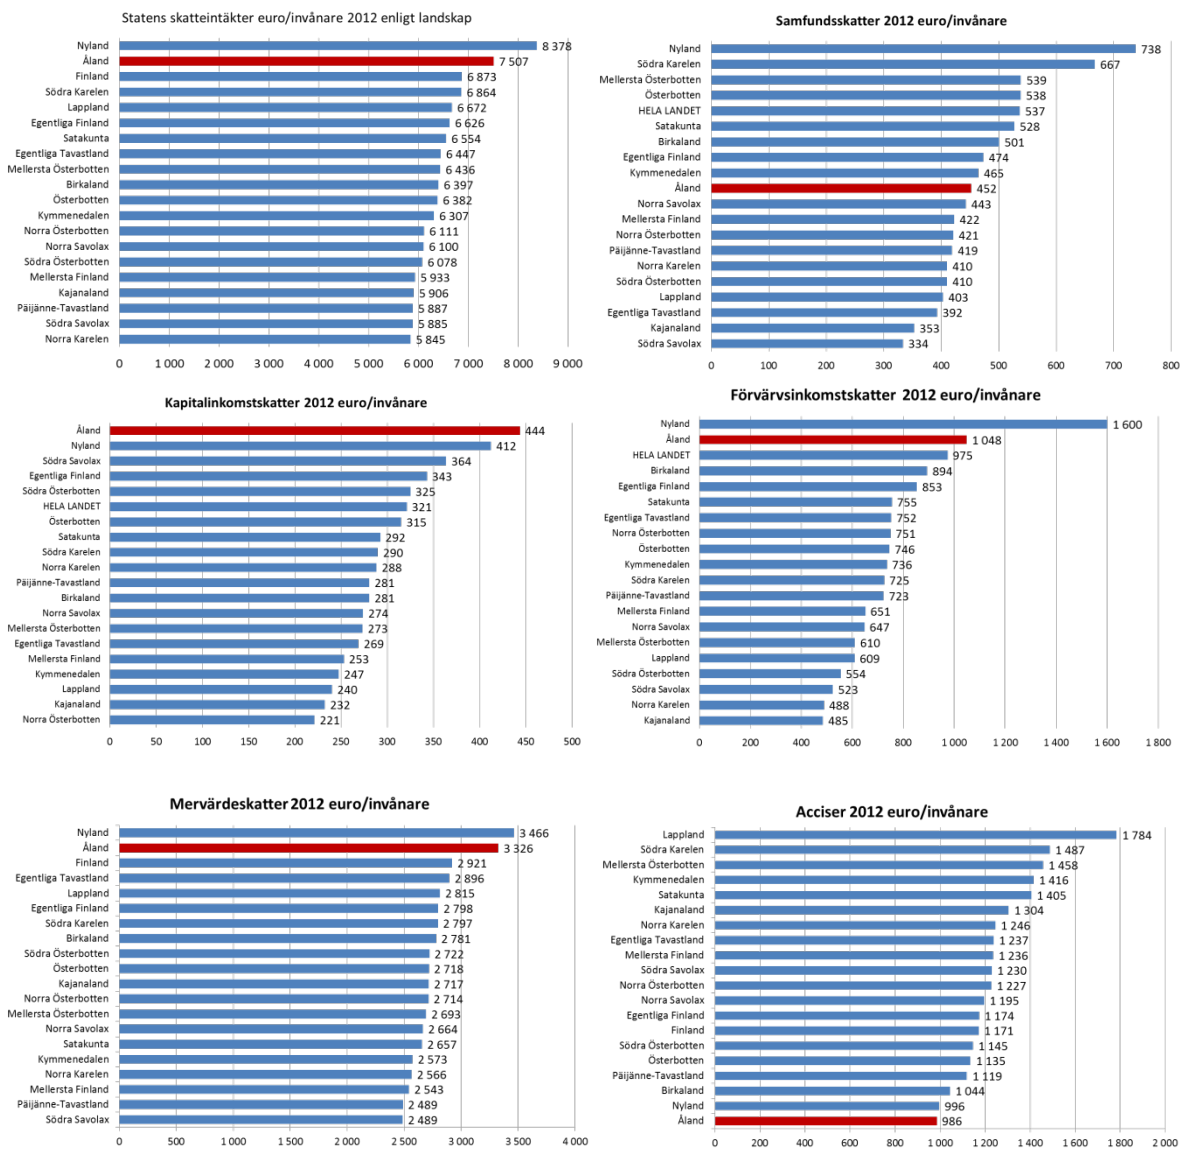 Statens skatteintäkter euro/invånare 2012 enligt landskap
Nyland 8 378
Åland 7 507
Finland 6 873
Södra Karelen 6 864
Lappland 6 672
Egentliga Finland 6 626
Satakunta 6 554
Egentliga Tavastland 6 447
Mellersta Österbotten 6 436
Birkaland 6 397
Österbotten 6 382
Kymmenedalen 6 307
Norra Österbotten 6 111
Norra Savolax 6 100
Södra Österbotten 6 078
Mellersta Finland 5 933
Kajanaland 5 906
Päijänne-Tavastland 5 887
Södra Savolax 5 885
Norra Karelen 5 845
0 1 000 2 000 3 000 4 000 5 000 6 000 7 000 8 000 9 000
Samfundsskatter 2012 euro/invånare
Nyland 738
Södra Karelen 667
Mellersta Österbotten 539
Österbotten 538
HELA LANDET 537
Satakunta 528
Birkaland 501
Egentliga Finland 474
Kymmenedalen 465
Åland 452
Norra Savolax 443
Mellersta Finland 422
Norra Österbotten 421
Päijänne-Tavastland 419
Norra Karelen 410
Södra Österbotten 410
Lappland 403
Egentliga Tavastland 392
Kajanaland 353
Södra Savolax 334
0 100 200 300 400 500 600 700 800
Kapitalinkomstskatter 2012 euro/invånare
Åland 444
Nyland 412
Södra Savolax 364
Egentliga Finland 343
Södra Österbotten 325
HELA LANDET 321
Österbotten 315
Satakunta 292
Södra Karelen 290
Norra Karelen 288
Päijänne-Tavastland 281
Birkaland 281
Norra Savolax 274
Mellersta Österbotten 273
Egentliga Tavastland 269
Mellersta Finland 253
Kymmenedalen 247
Lappland 240
Kajanaland 232
Norra Österbotten 221
0 50 100 150 200 250 300 350 400 450 500
Förvärvsinkomstskatter 2012 euro/invånare
Nyland 1 600
Åland 1 048
HELA LANDET 975
Birkaland 894
Egentliga Finland 853
Satakunta 755
Egentliga Tavastland 752
Norra Österbotten 751
Österbotten 746
Kymmenedalen 736
Södra Karelen 725
Päijänne-Tavastland 723
Mellersta Finland 651
Norra Savolax 647
Mellersta Österbotten 610
Lappland 609
Södra Österbotten 554
Södra Savolax 523
Norra Karelen 488
Kajanaland 485
0 200 400 600 800 1 000 1 200 1 400 1 600 1 800
Mervärdeskatter 2012 euro/invånare
Nyland 3 466
Åland 3 326
Finland 2 921
Egentliga Tavastland 2 896
Lappland 2 815
Egentliga Finland 2 798
Södra Karelen 2 797
Birkaland 2 781
Södra Österbotten 2 722
Österbotten 2 718
Kajanaland 2 717
Norra Österbotten 2 714
Mellersta Österbotten 2 693
Norra Savolax 2 664
Satakunta 2 657
Kymmenedalen 2 573
Norra Karelen 2 566
Mellersta Finland 2 543
Päijänne-Tavastland 2 489
Södra Savolax 2 489
0 500 1 000 1 500 2 000 2 500 3 000 3 500 4 000
Acciser 2012 euro/invånare
Lappland 1 784
Södra Karelen 1 487
Mellersta Österbotten 1 458
Kymmenedalen 1 416
Satakunta 1 405
Kajanaland 1 304
Norra Karelen 1 246
Egentliga Tavastland 1 237
Mellersta Finland 1 236
Södra Savolax 1 230
Norra Österbotten 1 227
Norra Savolax 1 195
Egentliga Finland 1 174
Finland 1 171
Södra Österbotten 1 145
Österbotten 1 135
Päijänne-Tavastland 1 119
Birkaland 1 044
Nyland 996
Åland 986
0 200 400 600 800 1 000 1 200 1 400 1 600 1 800 2 000